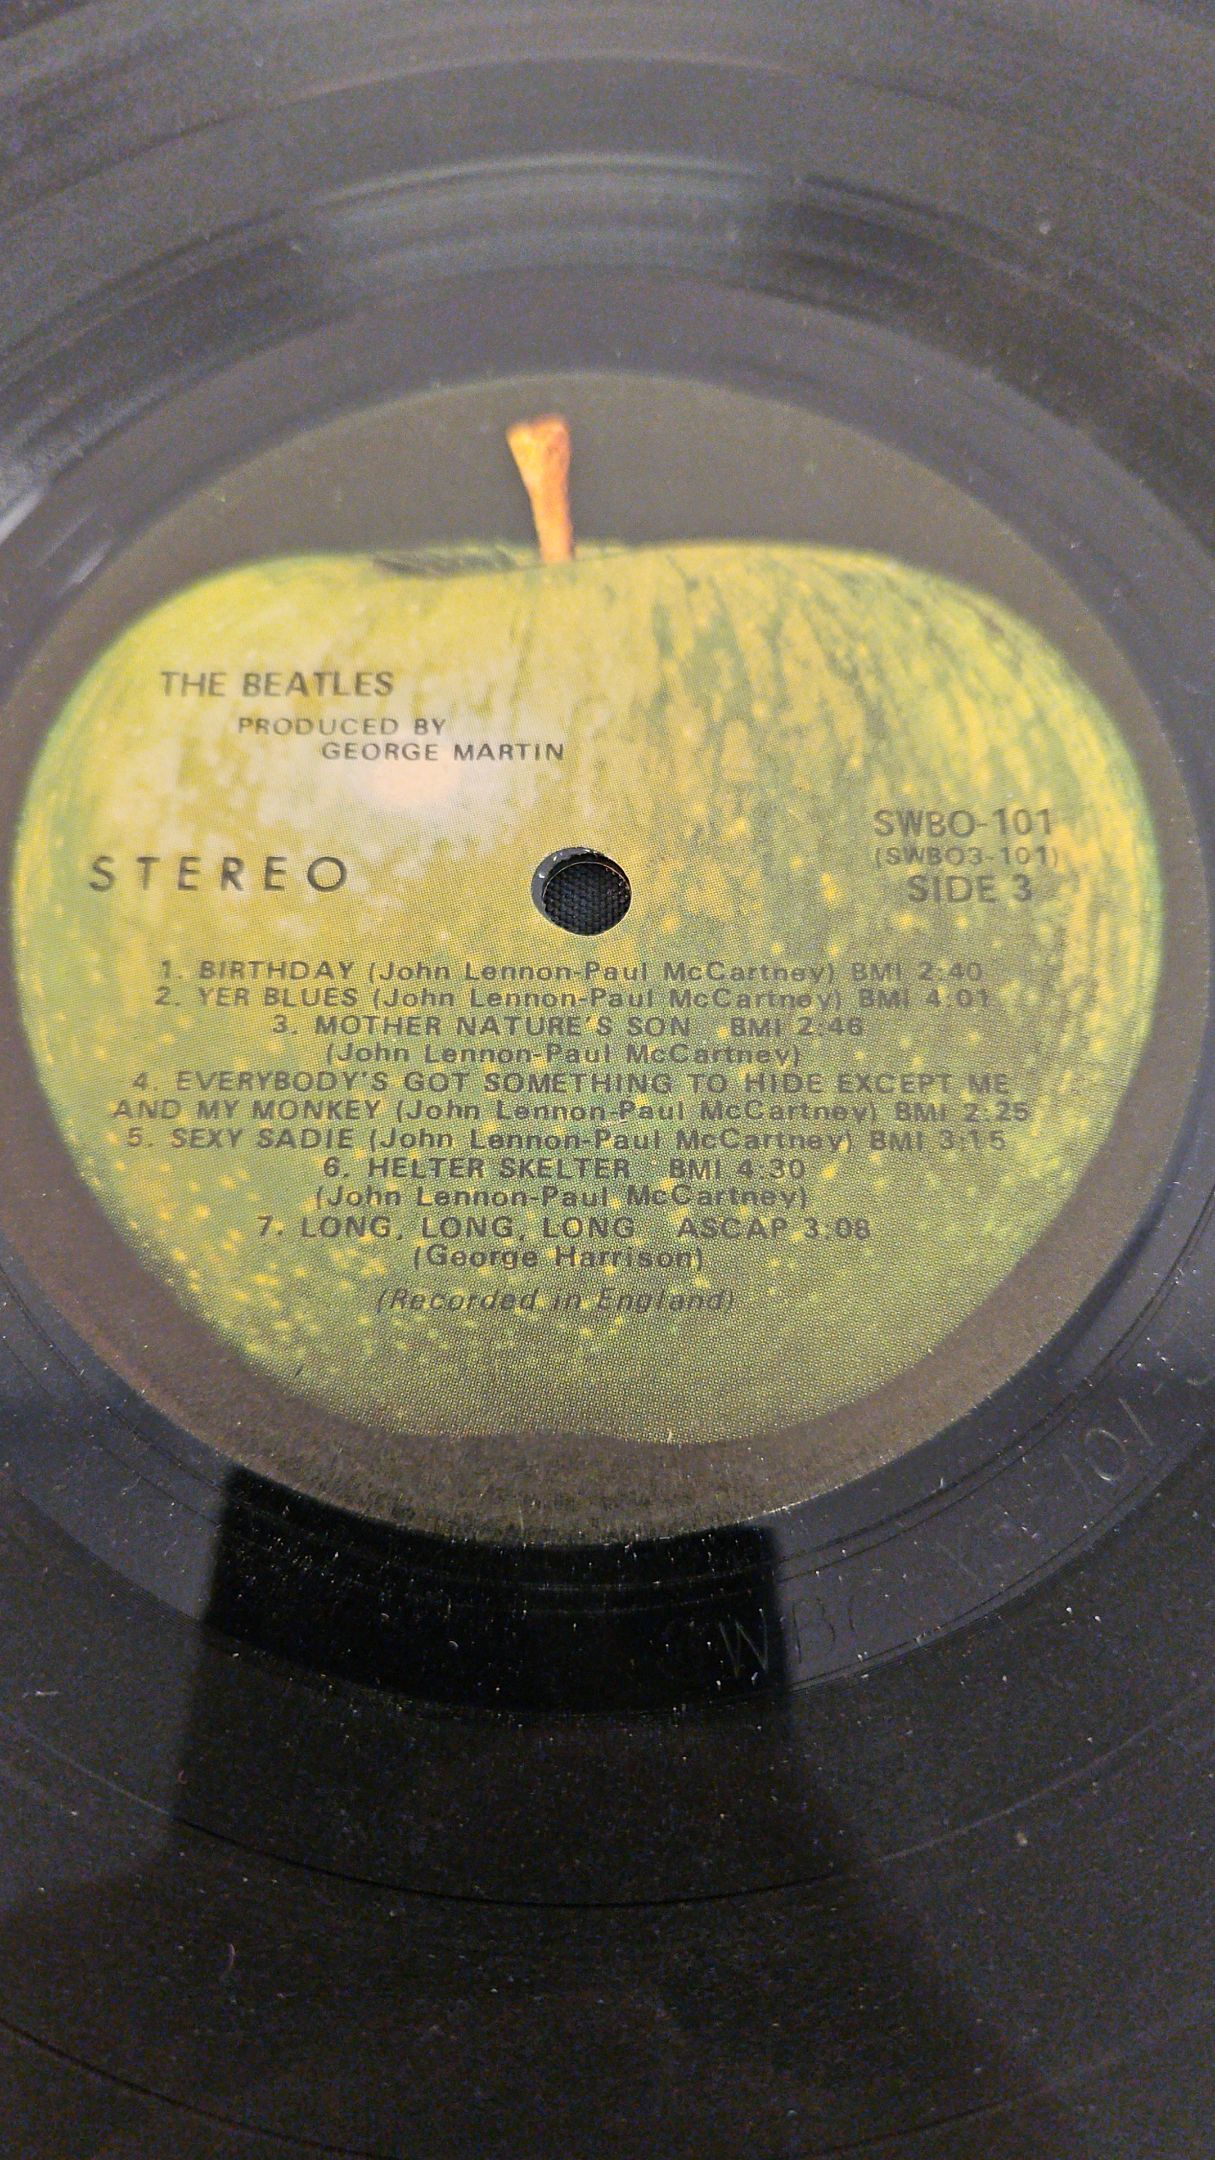 THE BEATLES
PRODUCED BY
GEORGE MARTIN
STEREO
SWBO-101
(SWBO3-101)
SIDE 3
1. BIRTHDAY (John Lennon-Paul McCartney) BMI 2:40
2. YER BLUES (John Lennon-Paul McCartney) BMI 4:01
3. MOTHER NATURE'S SON BMI 2:46
(John Lennon-Paul McCartney)
4. EVERYBODY'S GOT SOMETHING TO HIDE EXCEPT ME
AND MY MONKEY (John Lennon-Paul McCartney) BMI 2:25
5. SEXY SADIE (John Lennon-Paul McCartney) BMI 3:15
6. HELTER SKELTER BMI 4:30
(John Lennon-Paul McCartney)
7. LONG, LONG, LONG ASCAP 3:08
(George Harrison)
(Recorded in England)